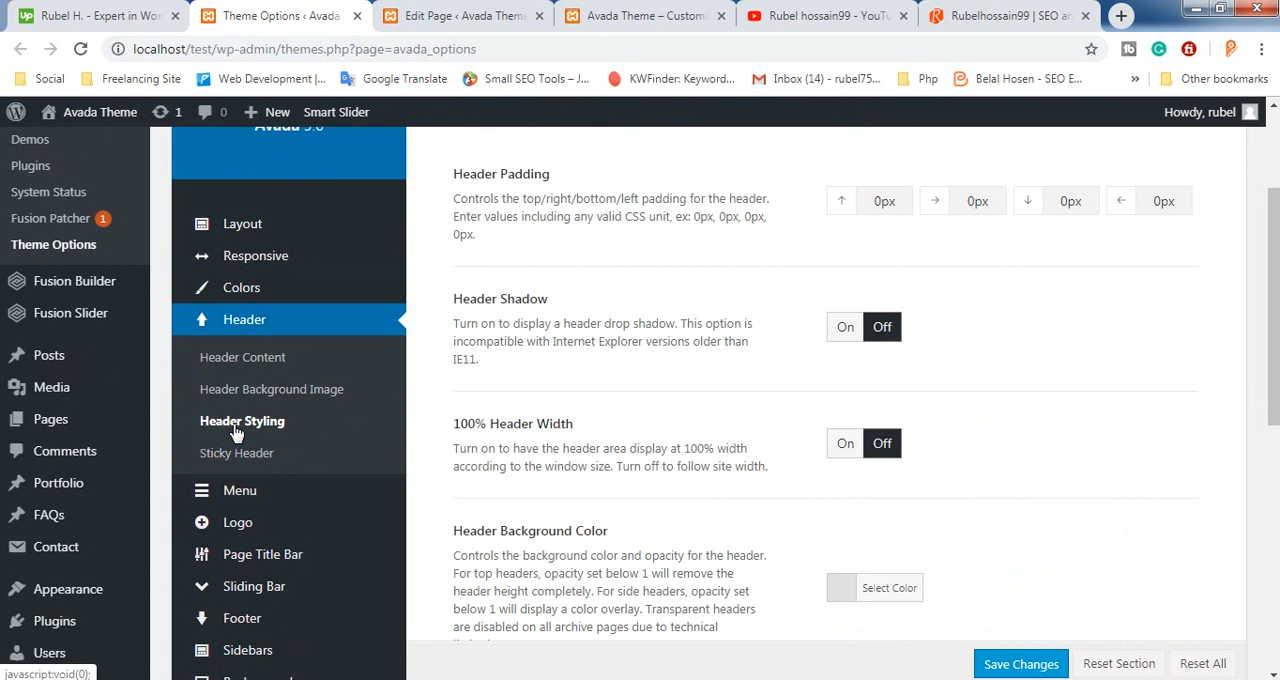 Rubel H. - Expert in Wor
Theme Options ‹ Avada
Edit Page ‹ Avada Theme
Avada Theme – Customi
Rubel hossain99 - YouTu
Rubelhossain99 | SEO an
localhost/test/wp-admin/themes.php?page=avada_options
Social
Freelancing Site
Web Development |...
Google Translate
Small SEO Tools – J...
KWFinder: Keyword...
Inbox (14) - rubel75...
Php
Belal Hosen - SEO E...
»
Other bookmarks
Avada Theme
1
0
New
Smart Slider
Howdy, rubel
Demos
Plugins
System Status
Fusion Patcher 1
Theme Options
Fusion Builder
Fusion Slider
Posts
Media
Pages
Comments
Portfolio
FAQs
Contact
Appearance
Plugins
Users
javascript:void(0);
Layout
Responsive
Colors
Header
Header Content
Header Background Image
Header Styling
Sticky Header
Menu
Logo
Page Title Bar
Sliding Bar
Footer
Sidebars
Header Padding
Controls the top/right/bottom/left padding for the header.
Enter values including any valid CSS unit, ex: 0px, 0px, 0px,
0px.
0px
0px
0px
0px
Header Shadow
Turn on to display a header drop shadow. This option is
incompatible with Internet Explorer versions older than
IE11.
On Off
100% Header Width
Turn on to have the header area display at 100% width
according to the window size. Turn off to follow site width.
On Off
Header Background Color
Controls the background color and opacity for the header.
For top headers, opacity set below 1 will remove the
header height completely. For side headers, opacity set
below 1 will display a color overlay. Transparent headers
are disabled on all archive pages due to technical
Select Color
Save Changes
Reset Section
Reset All